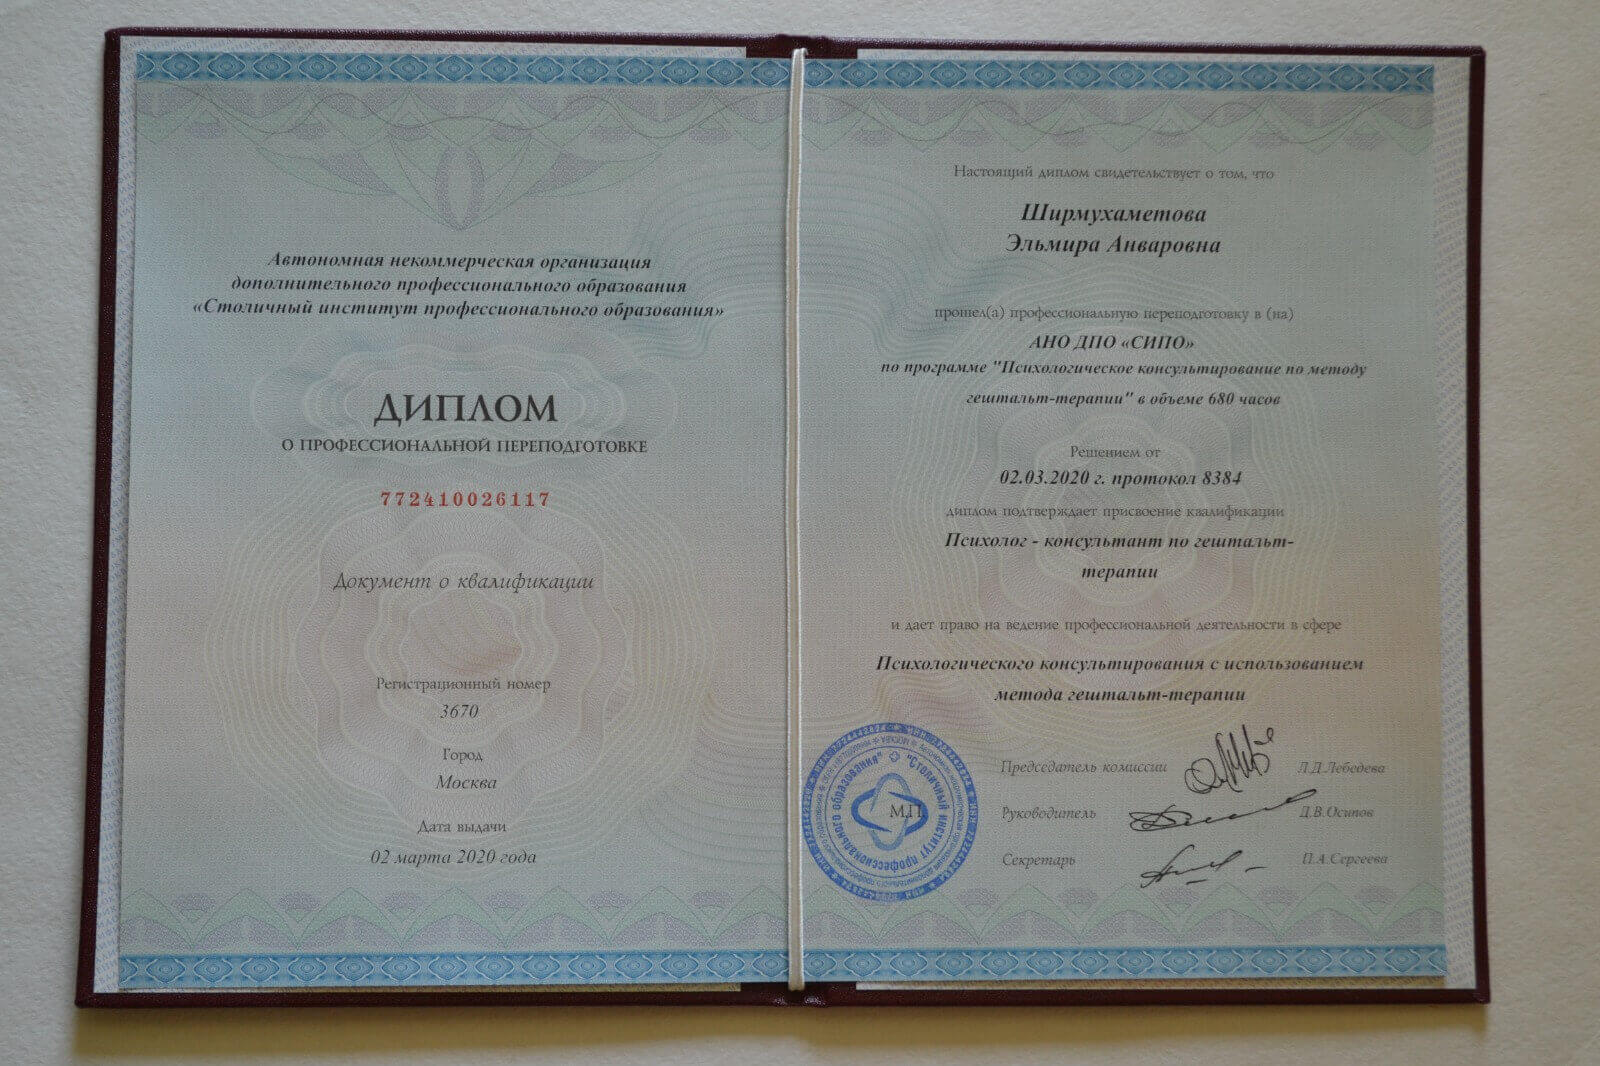 Автономная некоммерческая организация
дополнительного профессионального образования
«Столичный институт профессионального образования»
ДИПЛОМ
О ПРОФЕССИОНАЛЬНОЙ ПЕРЕПОДГОТОВКЕ
772410026117
Документ о квалификации
Регистрационный номер
3670
Город
Москва
Дата выдачи
02 марта 2020 года
Настоящий диплом свидетельствует о том, что
Ширмухаметова
Эльмира Анваровна
прошел(а) профессиональную переподготовку в (на)
АНО ДПО «СИПО»
по программе "Психологическое консультирование по методу
гештальт-терапии" в объеме 680 часов
Решением от
02.03.2020 г. протокол 8384
диплом подтверждает присвоение квалификации
Психолог - консультант по гештальт-
терапии
и дает право на ведение профессиональной деятельности в сфере
Психологического консультирования с использованием
метода гештальт-терапии
"Столичный институт профессионального образования"
М.П.
Председатель комиссии Л.Д.Лебедева
Руководитель Д.В.Осипов
Секретарь П.А.Сергеева